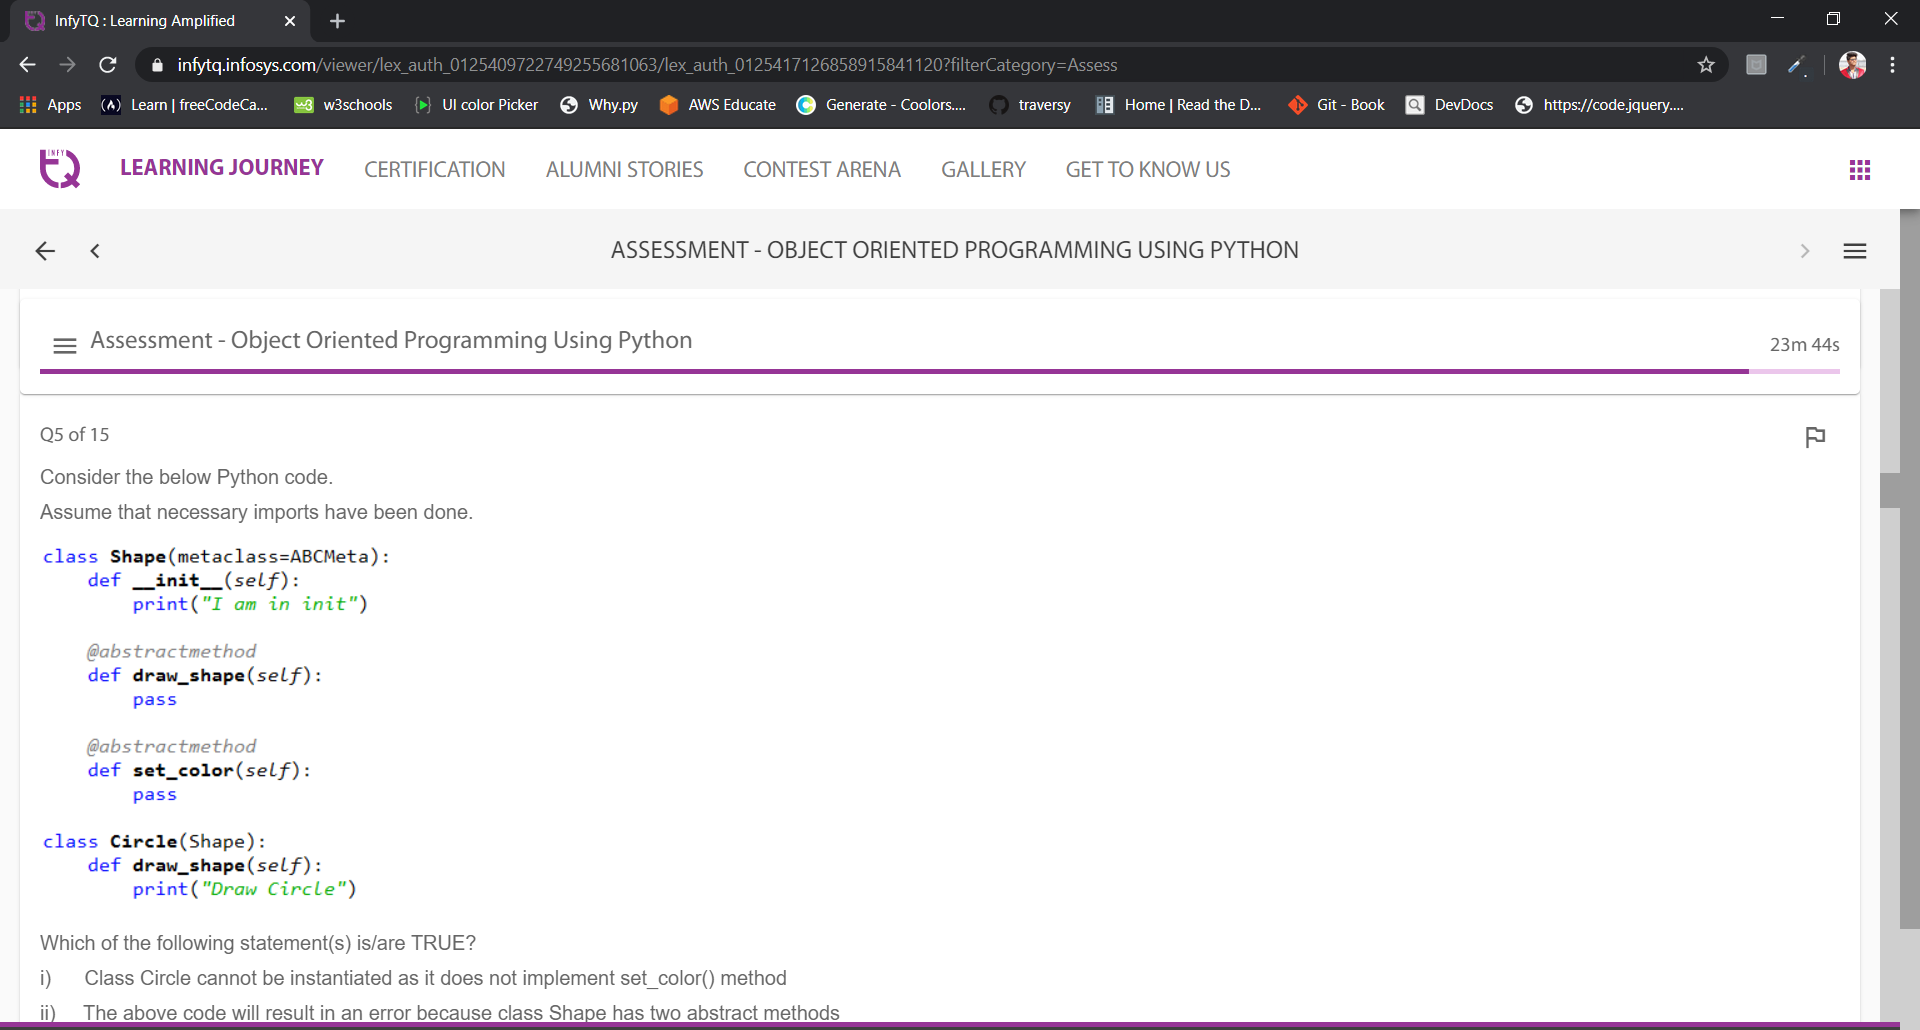 InfyTQ : Learning Amplified
infytq.infosys.com/viewer/lex_auth_0125409722749255681063/lex_auth_0125417126858915841120?filterCategory=Assess
Apps Learn | freeCodeCa... w3schools UI color Picker Why.py AWS Educate Generate - Coolors.... traversy Home | Read the D... Git - Book DevDocs https://code.jquery....
INFY TQ LEARNING JOURNEY CERTIFICATION ALUMNI STORIES CONTEST ARENA GALLERY GET TO KNOW US
ASSESSMENT - OBJECT ORIENTED PROGRAMMING USING PYTHON
Assessment - Object Oriented Programming Using Python 23m 44s
Q5 of 15
Consider the below Python code.
Assume that necessary imports have been done.
class Shape(metaclass=ABCMeta):
    def __init__(self):
        print("I am in init")
    @abstractmethod
    def draw_shape(self):
        pass
    @abstractmethod
    def set_color(self):
        pass
class Circle(Shape):
    def draw_shape(self):
        print("Draw Circle")
Which of the following statement(s) is/are TRUE?
i) Class Circle cannot be instantiated as it does not implement set_color() method
ii) The above code will result in an error because class Shape has two abstract methods